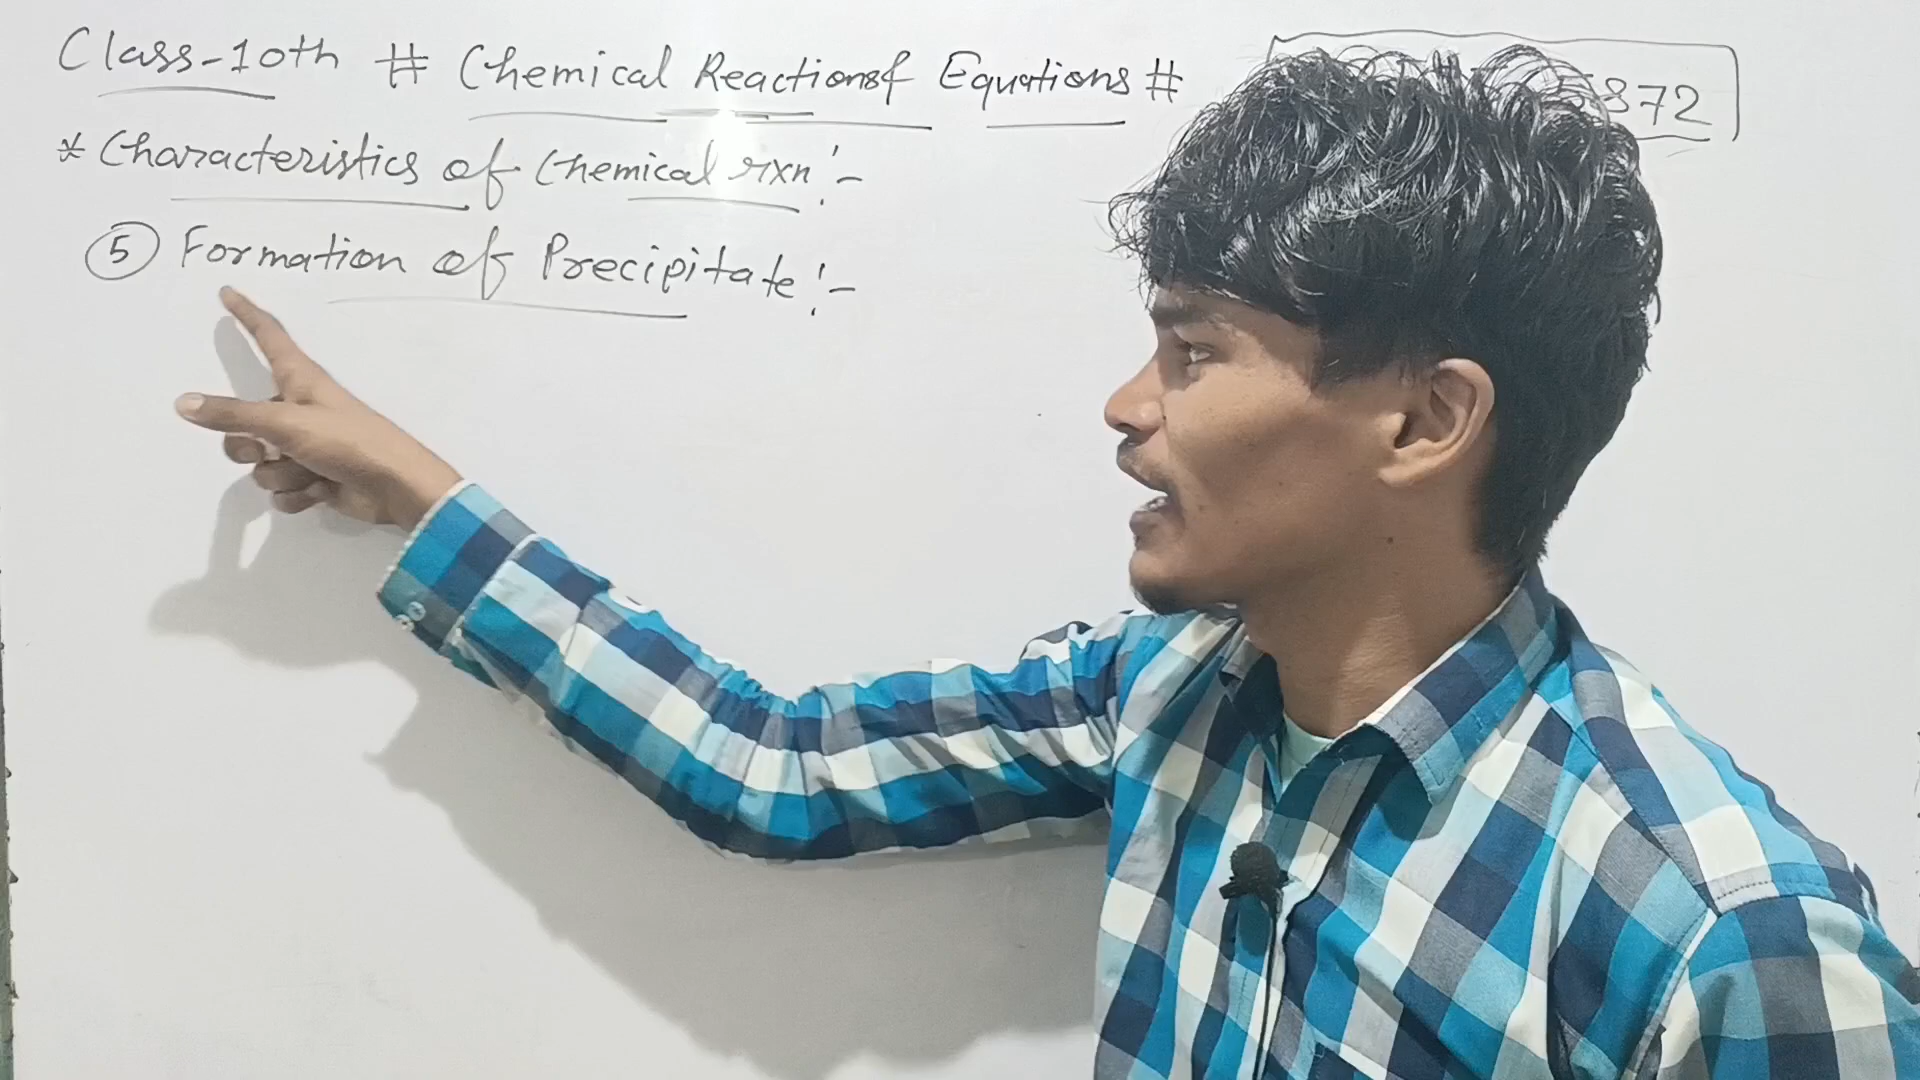 Class-10th # Chemical Reactions & Equations #
872
* Characteristics of Chemical rxn :-
⑤ Formation of Precipitate :-